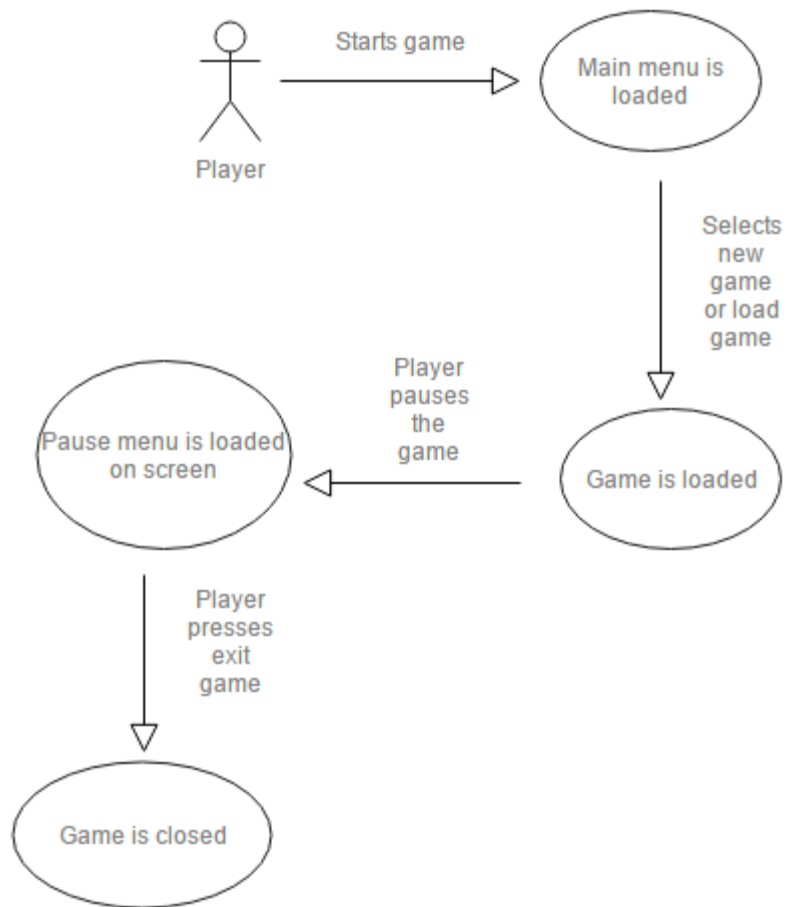 Starts game
Main menu is
loaded
Player
Selects
new
game
or load
game
Player
pauses
the
game
Pause menu is loaded
on screen
Game is loaded
Player
presses
exit
game
Game is closed